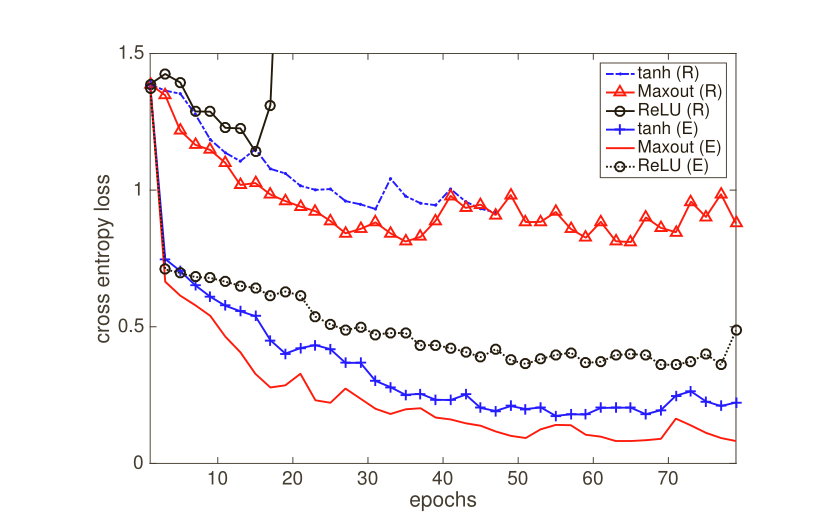 1.5
1
0.5
0
cross entropy loss
tanh (R)
Maxout (R)
ReLU (R)
tanh (E)
Maxout (E)
ReLU (E)
10 20 30 40 50 60 70
epochs